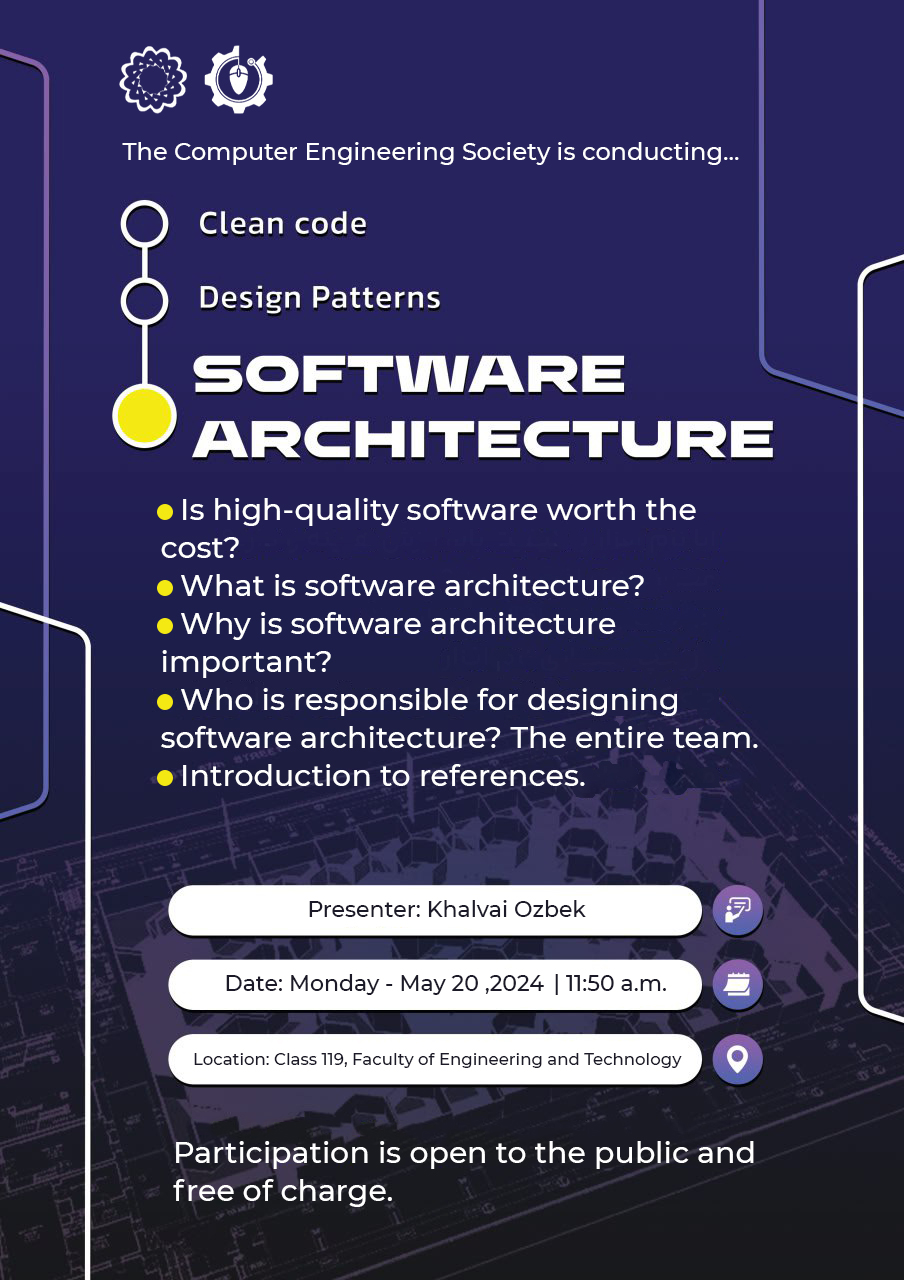 The Computer Engineering Society is conducting...
Clean code
Design Patterns
SOFTWARE
ARCHITECTURE
Is high-quality software worth the
cost?
What is software architecture?
Why is software architecture
important?
Who is responsible for designing
software architecture? The entire team.
Introduction to references.
Presenter: Khalvai Ozbek
Date: Monday - May 20 ,2024 | 11:50 a.m.
Location: Class 119, Faculty of Engineering and Technology
Participation is open to the public and
free of charge.